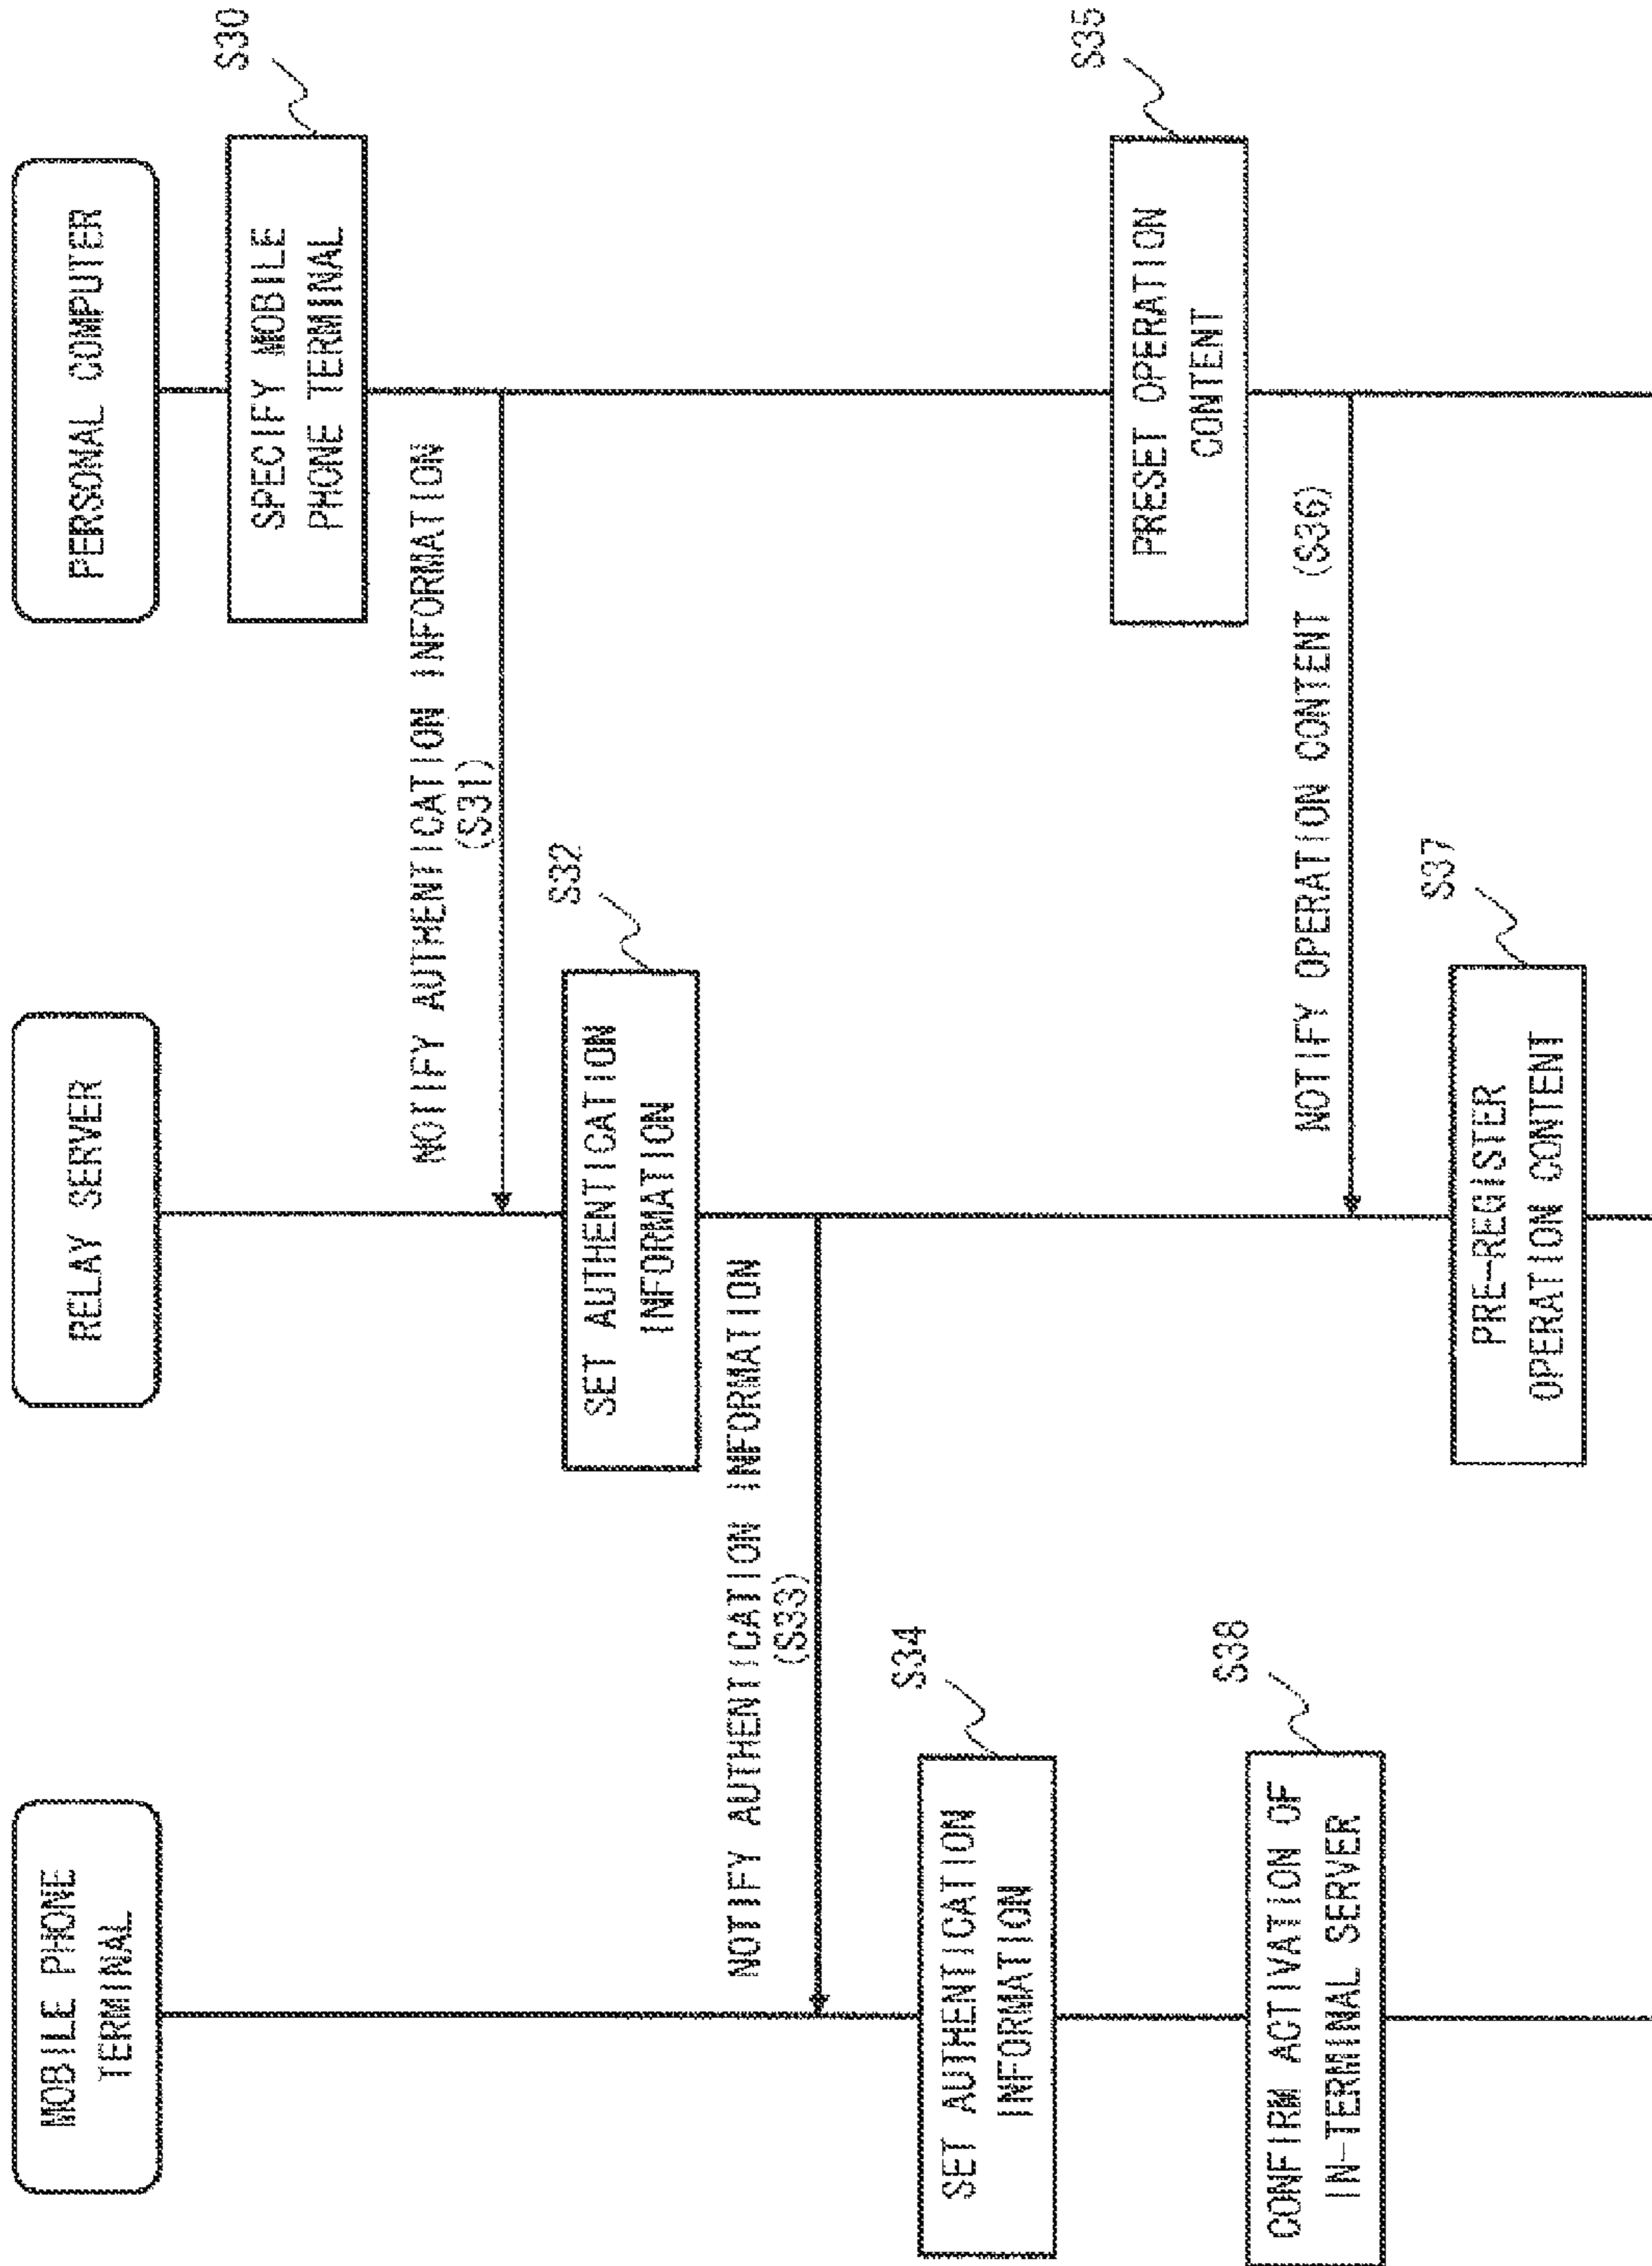 MOBILE PHONE
TERMINAL
RELAY SERVER
PERSONAL COMPUTER
SPECIFY MOBILE
PHONE TERMINAL
S30
NOTIFY AUTHENTICATION INFORMATION
(S31)
SET AUTHENTICATION
INFORMATION
S32
NOTIFY AUTHENTICATION INFORMATION
(S33)
SET AUTHENTICATION
INFORMATION
S34
PRESET OPERATION
CONTENT
S35
NOTIFY OPERATION CONTENT (S36)
CONFIRM ACTIVATION OF
IN-TERMINAL SERVER
S38
PRE-REGISTER
OPERATION CONTENT
S37